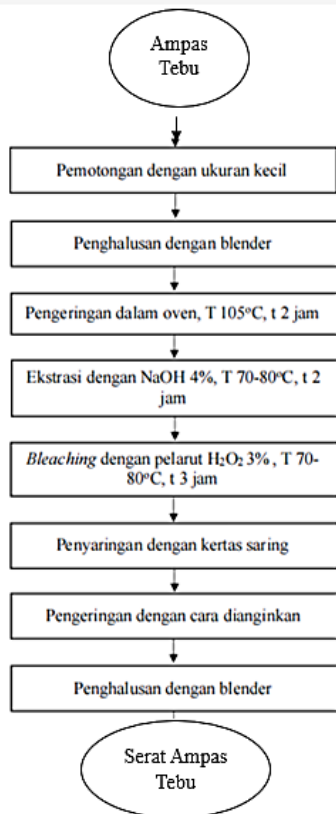 Ampas
Tebu
Pemotongan dengan ukuran kecil
Penghalusan dengan blender
Pengeringan dalam oven, T 105°C, t 2 jam
Ekstrasi dengan NaOH 4%, T 70-80°C, t 2
jam
Bleaching dengan pelarut H₂O₂ 3% , T 70-
80°C, t 3 jam
Penyaringan dengan kertas saring
Pengeringan dengan cara dianginkan
Penghalusan dengan blender
Serat Ampas
Tebu